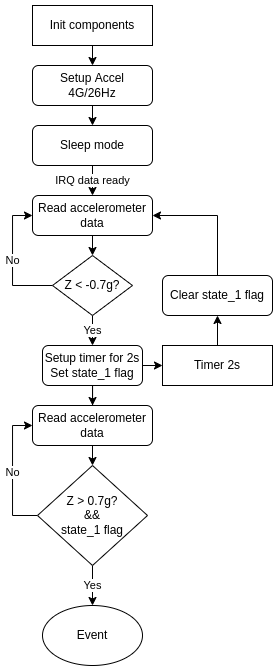 Init components
Setup Accel
4G/26Hz
Sleep mode
IRQ data ready
Read accelerometer
data
No
Z < -0.7g?
Clear state_1 flag
Yes
Setup timer for 2s
Set state_1 flag
Timer 2s
Read accelerometer
data
No
Z > 0.7g?
&&
state_1 flag
Yes
Event